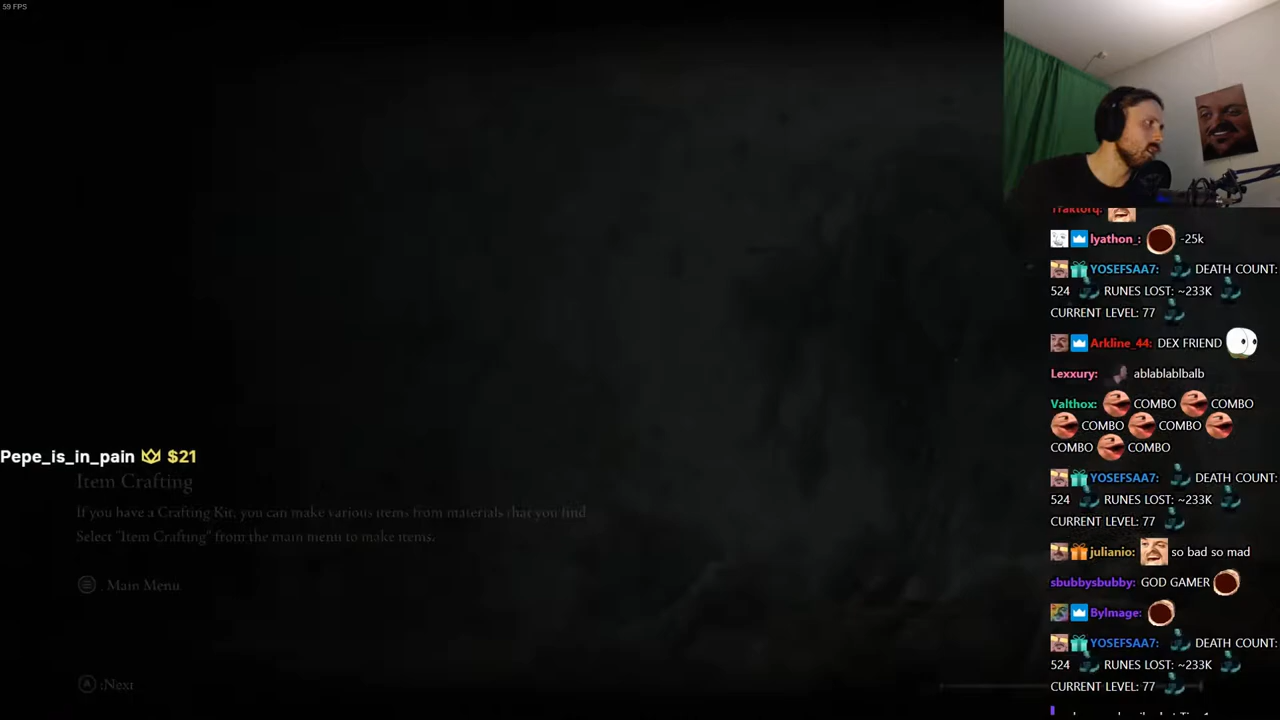 59 FPS
Traktorq:
lyathon_: -25k
YOSEFSAA7: DEATH COUNT:
524 RUNES LOST: ~233K
CURRENT LEVEL: 77
Arkline_44: DEX FRIEND
Lexxury: ablablablbalb
Valthox: COMBO COMBO
COMBO COMBO
COMBO COMBO
YOSEFSAA7: DEATH COUNT:
524 RUNES LOST: ~233K
CURRENT LEVEL: 77
julianio: so bad so mad
sbubbysbubby: GOD GAMER
ByImage:
YOSEFSAA7: DEATH COUNT:
524 RUNES LOST: ~233K
CURRENT LEVEL: 77
Pepe_is_in_pain $21
Item Crafting
If you have a Crafting Kit, you can make various items from materials that you find.
Select "Item Crafting" from the main menu to make items.
: Main Menu
A :Next